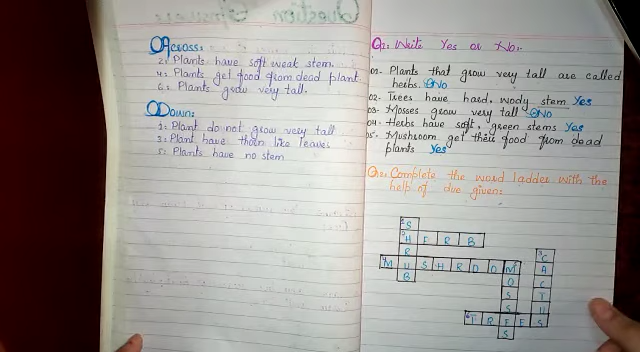 Question Answers
Across:
2: Plants have soft weak stem.
4: Plants get food from dead plant
6: Plants grow very tall.
Down:
1: Plant do not grow very tall
3: Plant have thorn like leaves
5: Plants have no stem
Q2: Write Yes or No:-
01- Plants that grow very tall are called
herbs. No
02- Trees have hard, wody stem Yes
03- Mosses grow very tall No
04- Herbs have soft, green stems Yes
05- Mushroom get their food from dead
plants Yes
Complete the word ladder with the
help of clue given:
S
H E R B
R
M U S H R O O M
B
O
S
S
E
S
C
A
C
T
U
T R E E S